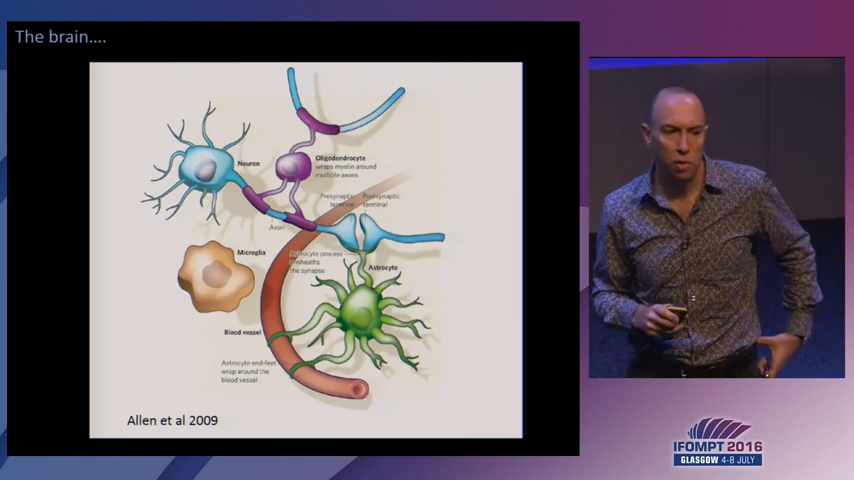 The brain....
Neuron
Oligodendrocyte
wraps myelin around
multiple axons
Presynaptic
terminal
Postsynaptic
terminal
Axon
Microglia
Astrocyte process
ensheaths
the synapse
Astrocyte
Blood vessel
Astrocyte end-feet
wrap around the
blood vessel
Allen et al 2009
IFOMPT 2016
GLASGOW 4-8 JULY